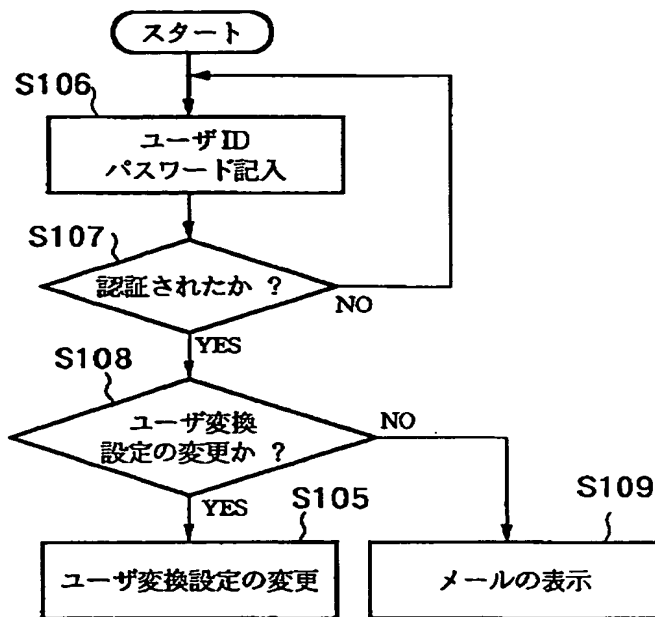 スタート
S106
ユーザID
パスワード記入
S107
認証されたか ?
NO
YES
S108
ユーザ変換
設定の変更か ?
NO
YES
S105
S109
ユーザ変換設定の変更
メールの表示